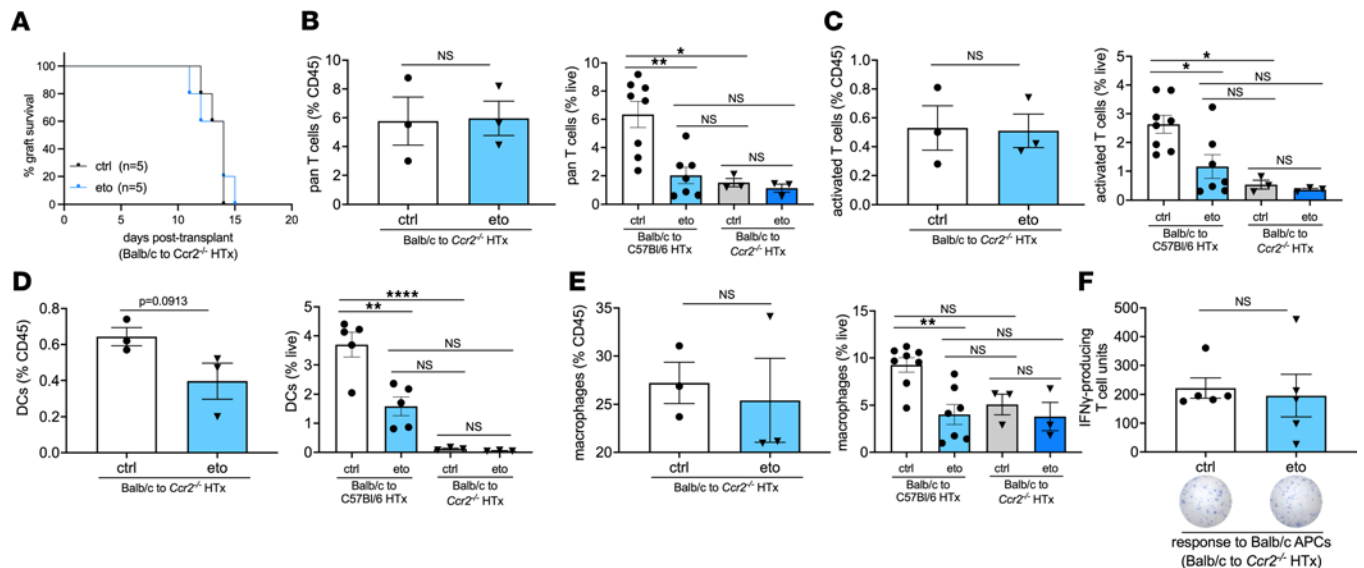 A
% graft survival
100
80
60
40
20
0
ctrl (n=5)
eto (n=5)
0 5 10 15 20
days post-transplant
(Balb/c to Ccr2-/- HTx)
B
pan T cells (% CD45)
10
8
6
4
2
0
NS
ctrl eto
Balb/c to Ccr2-/- HTx
pan T cells (% live)
10
8
6
4
2
0
*
**
NS
NS
NS
ctrl eto ctrl eto
Balb/c to
C57Bl/6 HTx
Balb/c to
Ccr2-/- HTx
C
activated T cells (% CD45)
1.0
0.8
0.6
0.4
0.2
0.0
NS
ctrl eto
Balb/c to Ccr2-/- HTx
activated T cells (% live)
5
4
3
2
1
0
*
*
NS
NS
NS
ctrl eto ctrl eto
Balb/c to
C57Bl/6 HTx
Balb/c to
Ccr2-/- HTx
D
DCs (% CD45)
0.8
0.6
0.4
0.2
0.0
p=0.0913
ctrl eto
Balb/c to Ccr2-/- HTx
DCs (% live)
5
4
3
2
1
0
****
**
NS
NS
NS
ctrl eto ctrl eto
Balb/c to
C57Bl/6 HTx
Balb/c to
Ccr2-/- HTx
E
macrophages (% CD45)
35
30
25
20
NS
ctrl eto
Balb/c to Ccr2-/- HTx
macrophages (% live)
15
10
5
0
NS
**
NS
NS
NS
ctrl eto ctrl eto
Balb/c to
C57Bl/6 HTx
Balb/c to
Ccr2-/- HTx
F
IFNγ-producing
T cell units
500
400
300
200
100
0
NS
ctrl eto
response to Balb/c APCs
(Balb/c to Ccr2-/- HTx)